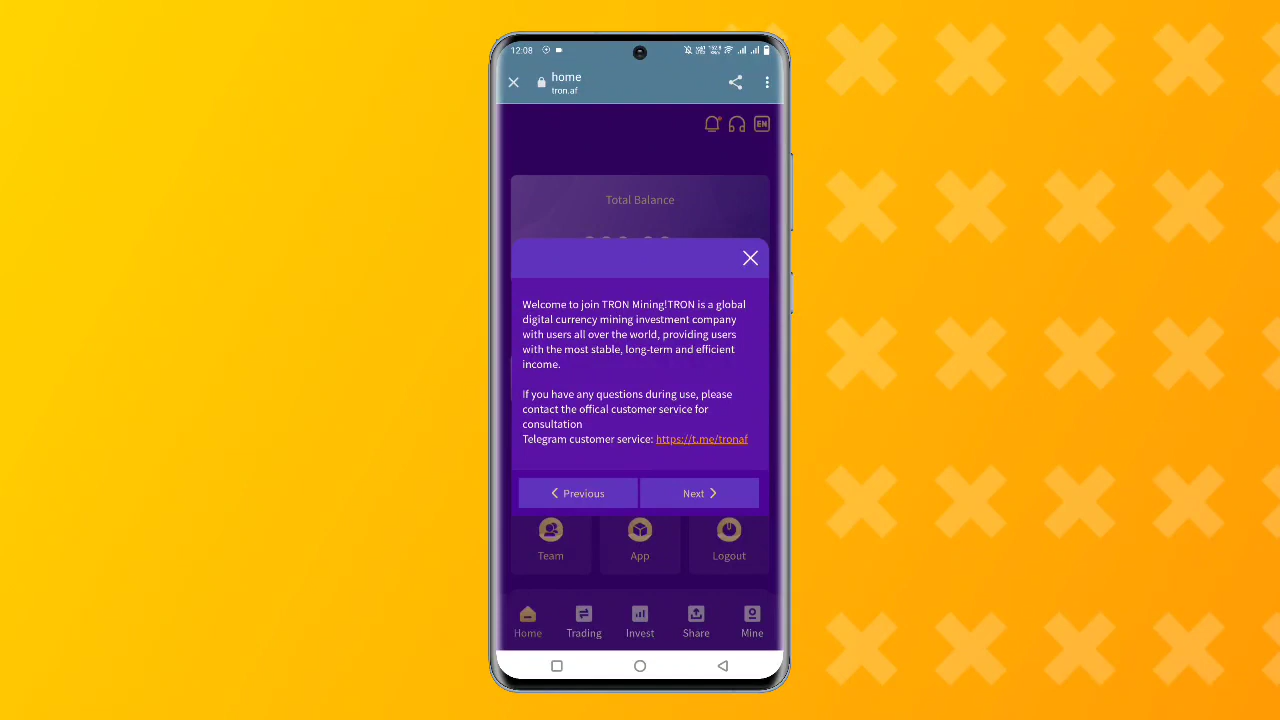 12:08
home
tron.af
EN
Total Balance
Welcome to join TRON Mining!TRON is a global
digital currency mining investment company
with users all over the world, providing users
with the most stable, long-term and efficient
income.
If you have any questions during use, please
contact the offical customer service for
consultation
Telegram customer service: https://t.me/tronaf
Previous
Next
Team
App
Logout
Home
Trading
Invest
Share
Mine